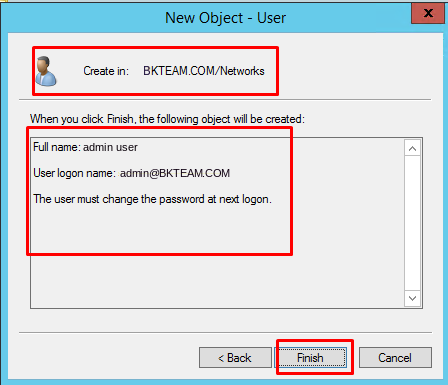 New Object - User
x
Create in: BKTEAM.COM/Networks
When you click Finish, the following object will be created:
Full name: admin user
User logon name: admin@BKTEAM.COM
The user must change the password at next logon.
< Back Finish Cancel